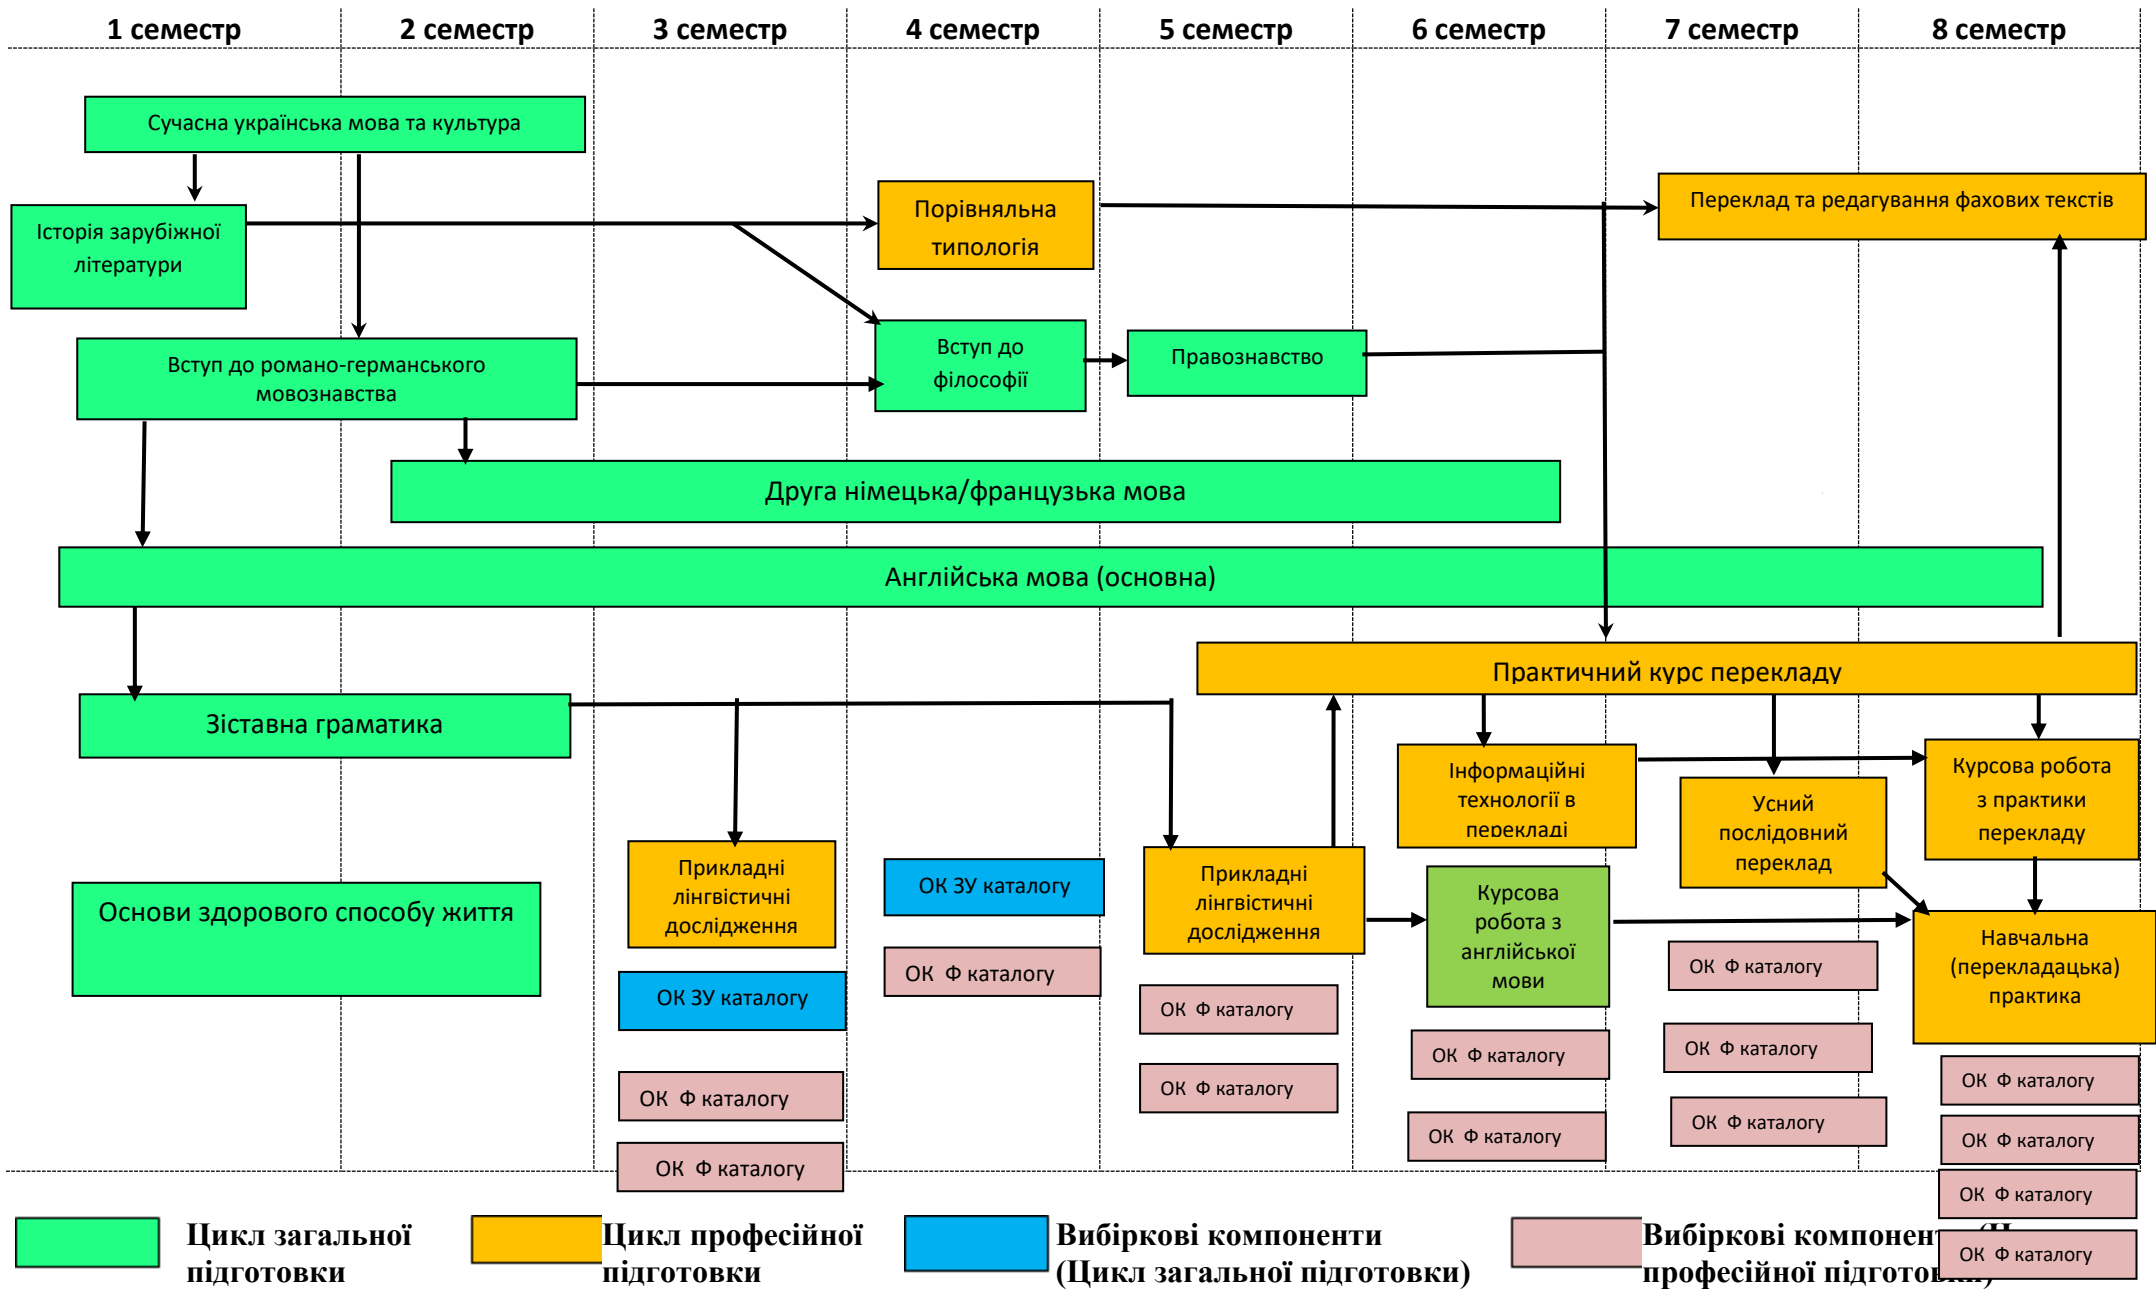 1 семестр
2 семестр
3 семестр
4 семестр
5 семестр
6 семестр
7 семестр
8 семестр
Сучасна українська мова та культура
Історія зарубіжної
літератури
Порівняльна
типологія
Переклад та редагування фахових текстів
Вступ до романо-германського
мовознавства
Вступ до
філософії
Правознавство
Друга німецька/французька мова
Англійська мова (основна)
Практичний курс перекладу
Зіставна граматика
Інформаційні
технології в
перекладі
Усний
послідовний
переклад
Курсова робота
з практики
перекладу
Основи здорового способу життя
Прикладні
лінгвістичні
дослідження
ОК ЗУ каталогу
ОК Ф каталогу
ОК Ф каталогу
ОК ЗУ каталогу
ОК Ф каталогу
Прикладні
лінгвістичні
дослідження
ОК Ф каталогу
ОК Ф каталогу
Курсова
робота з
англійської
мови
ОК Ф каталогу
ОК Ф каталогу
ОК Ф каталогу
ОК Ф каталогу
ОК Ф каталогу
Навчальна
(перекладацька)
практика
ОК Ф каталогу
ОК Ф каталогу
ОК Ф каталогу
ОК Ф каталогу
Цикл загальної
підготовки
Цикл професійної
підготовки
Вибіркові компоненти
(Цикл загальної підготовки)
Вибіркові
професійної